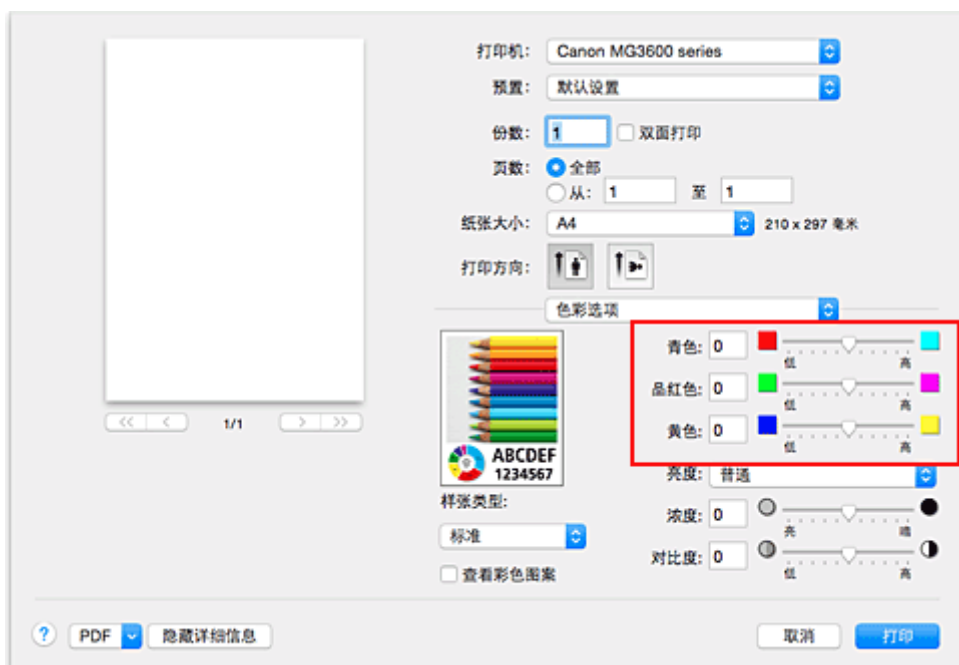 打印机: Canon MG3600 series
预置: 默认设置
份数: 1 双面打印
页数: 全部
从: 1 至 1
纸张大小: A4 210 x 297 毫米
打印方向:
色彩选项
<< < 1/1 > >>
ABCDEF
1234567
样张类型:
标准
查看彩色图案
青色: 0
低 高
品红色: 0
低 高
黄色: 0
低 高
亮度: 普通
浓度: 0
亮 暗
对比度: 0
低 高
? PDF 隐藏详细信息 取消 打印